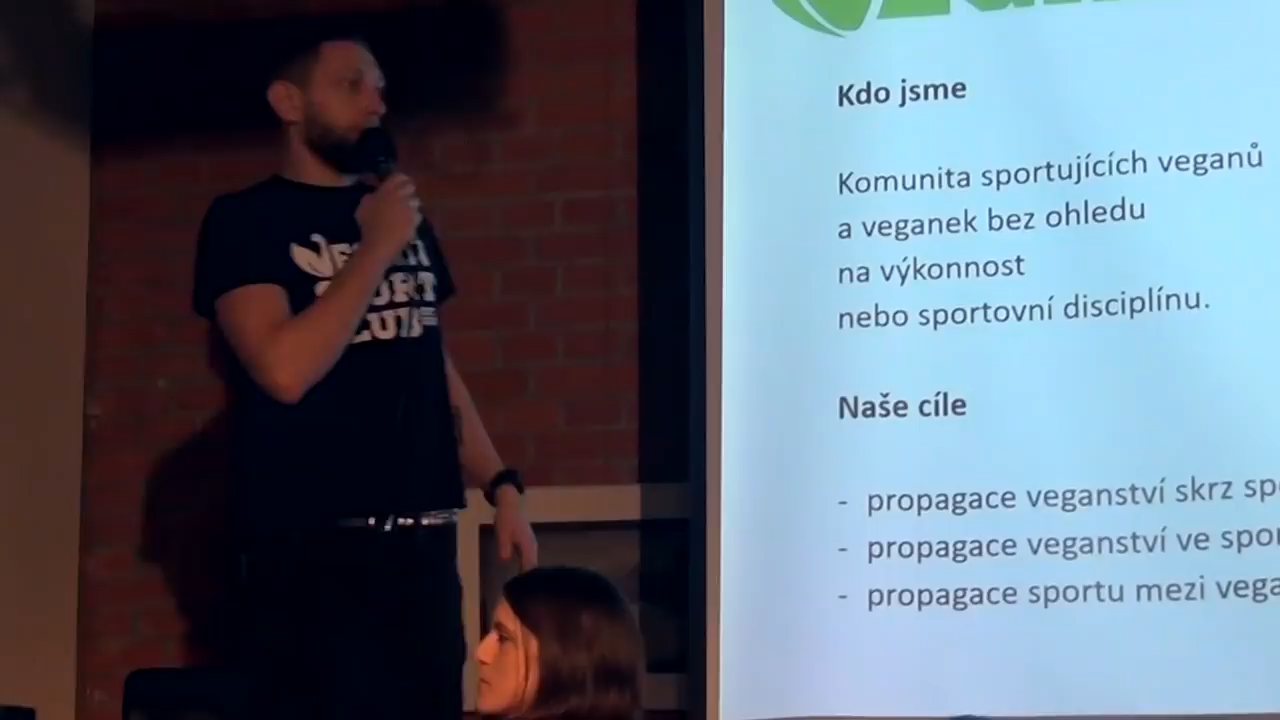 Kdo jsme
Komunita sportujících veganů
a veganek bez ohledu
na výkonnost
nebo sportovní disciplínu.
Naše cíle
- propagace veganství skrz
- propagace veganství ve
- propagace sportu mezi